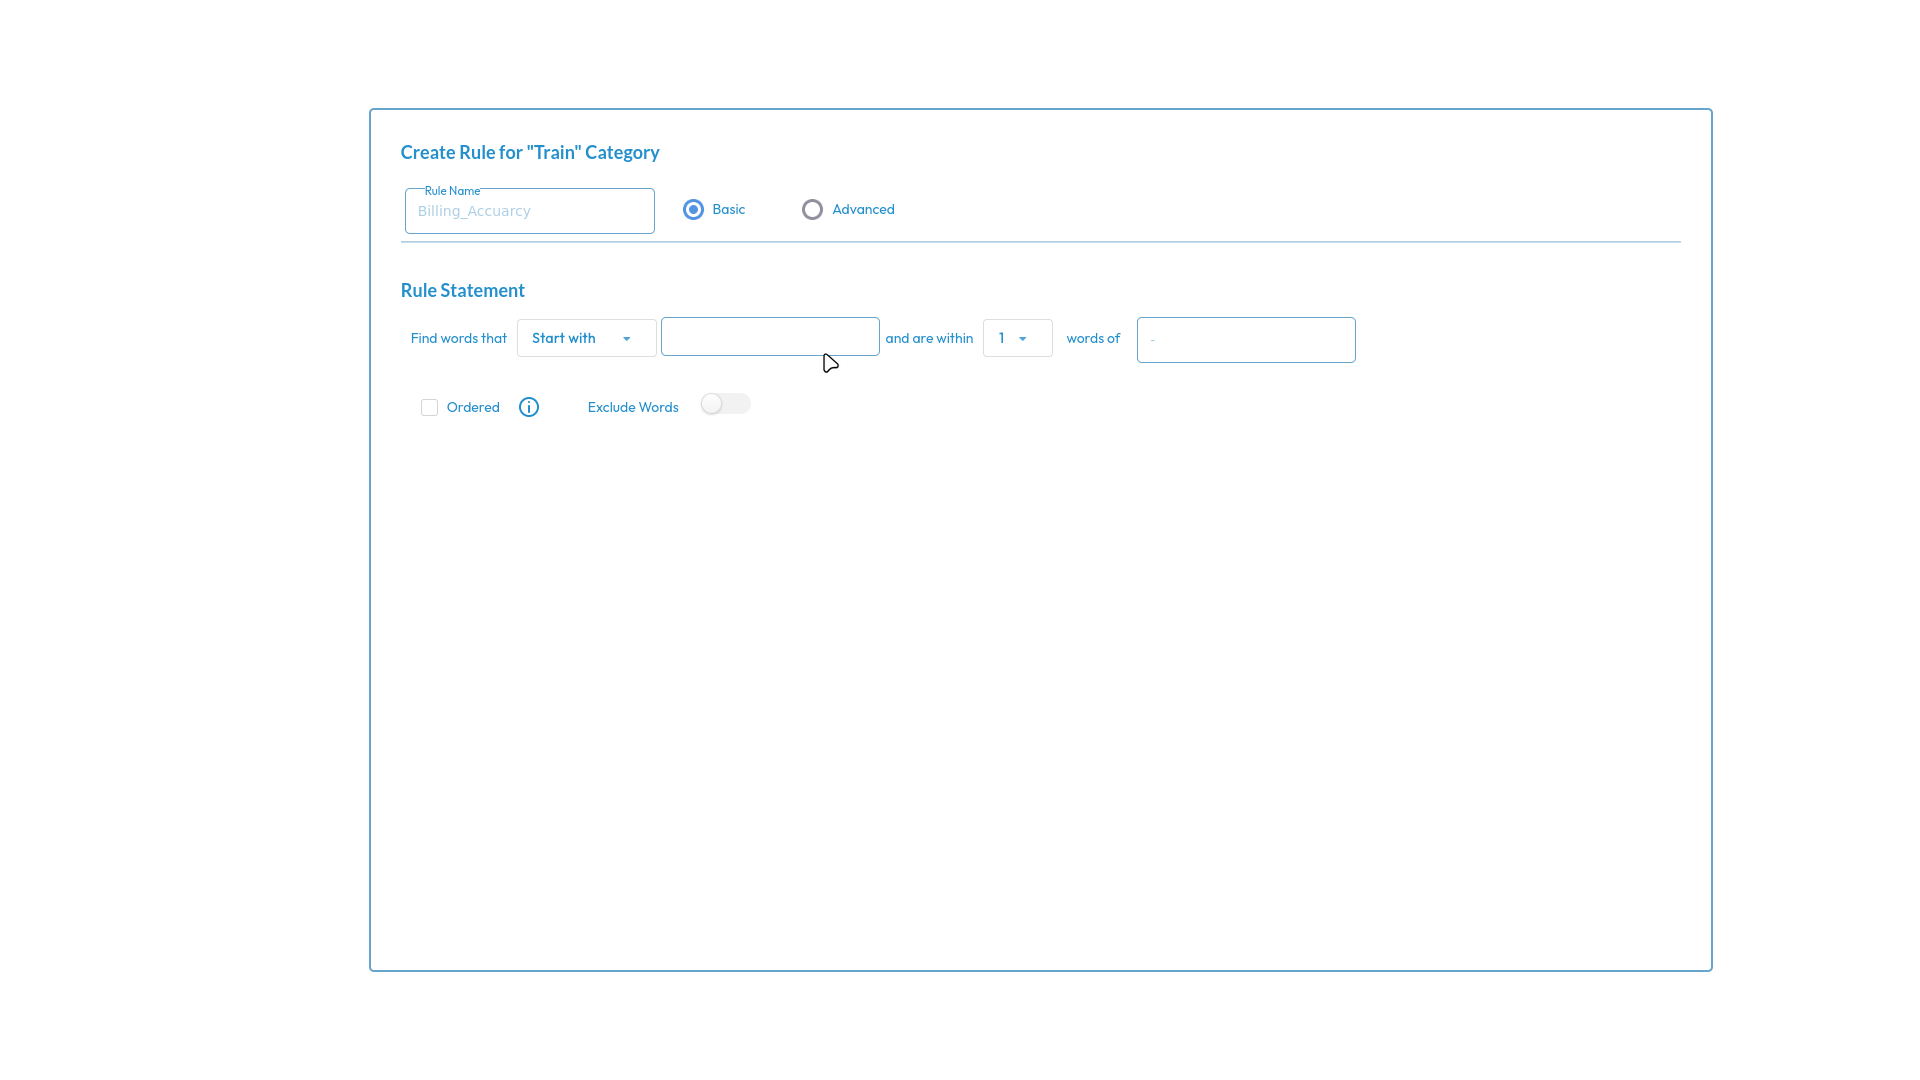 Create Rule for "Train" Category
Rule Name
Billing_Accuarcy
Basic
Advanced
Rule Statement
Find words that Start with and are within 1 words of -
Ordered
Exclude Words